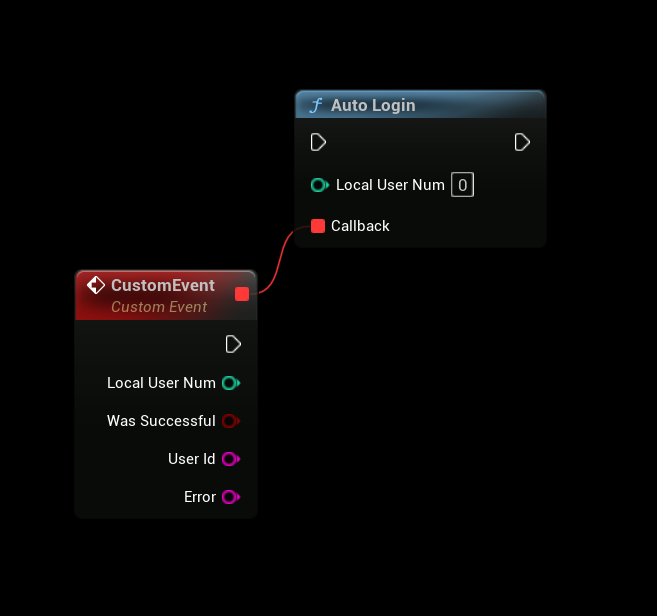 Auto Login
Local User Num 0
Callback
CustomEvent
Custom Event
Local User Num
Was Successful
User Id
Error